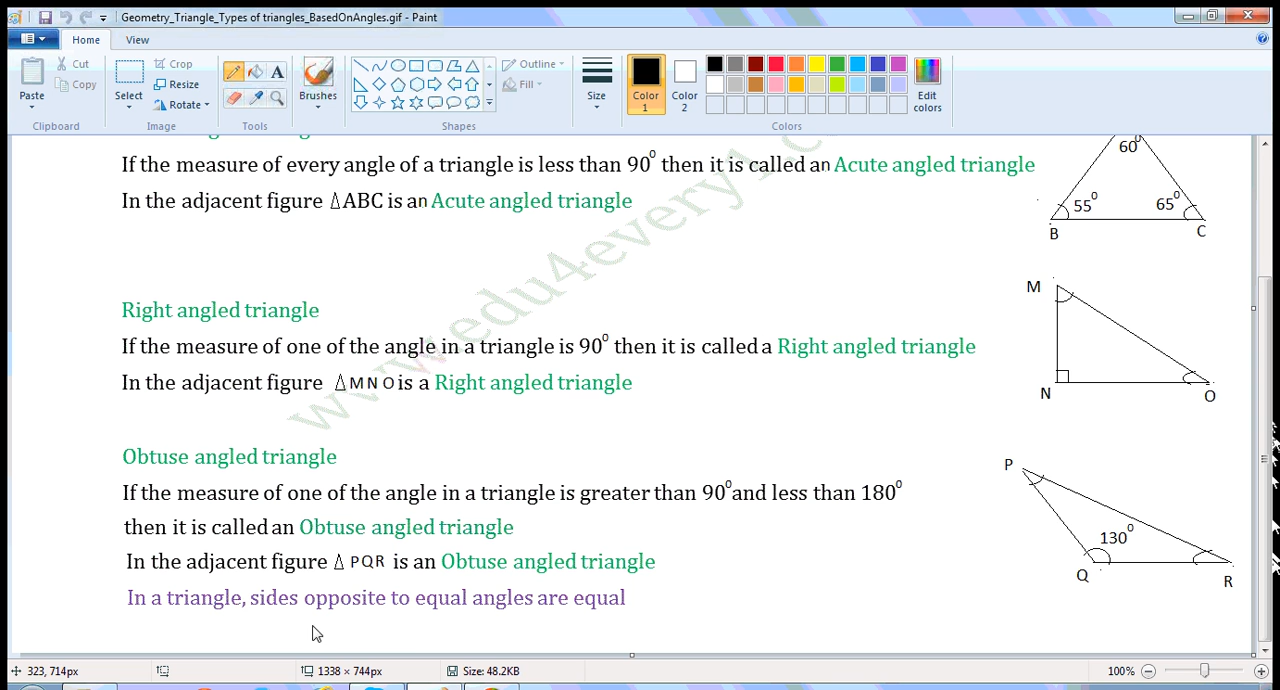 Geometry_Triangle_Types of triangles_BasedOnAngles.gif - Paint
Home View
Paste
Cut
Copy
Clipboard
Select
Crop
Resize
Rotate
Image
A
Tools
Brushes
Shapes
Outline
Fill
Size
Color 1
Color 2
Colors
Edit colors
60⁰
If the measure of every angle of a triangle is less than 90⁰ then it is called an Acute angled triangle
In the adjacent figure △ABC is an Acute angled triangle
55⁰ 65⁰
B C
www.edu4every1.c
M
Right angled triangle
If the measure of one of the angle in a triangle is 90⁰ then it is called a Right angled triangle
In the adjacent figure △MNO is a Right angled triangle
N O
Obtuse angled triangle
P
If the measure of one of the angle in a triangle is greater than 90⁰ and less than 180⁰
then it is called an Obtuse angled triangle
130⁰
In the adjacent figure △PQR is an Obtuse angled triangle
Q R
In a triangle, sides opposite to equal angles are equal
323, 714px
1338 × 744px
Size: 48.2KB
100%